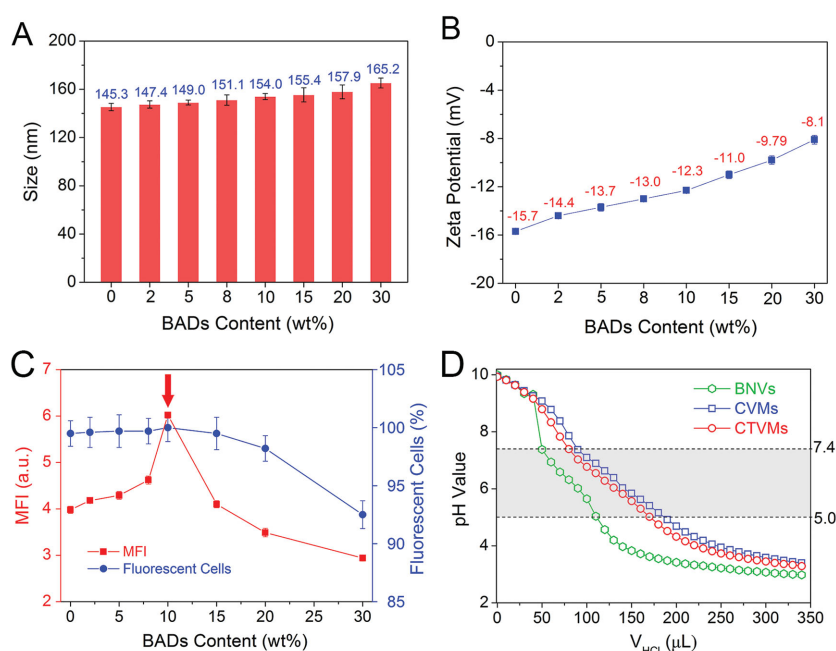 A
200
160
120
80
40
0
Size (nm)
145.3 147.4 149.0 151.1 154.0 155.4 157.9 165.2
0 2 5 8 10 15 20 30
BADs Content (wt%)
B
0
-4
-8
-12
-16
-20
Zeta Potential (mV)
-15.7 -14.4 -13.7 -13.0 -12.3 -11.0 -9.79 -8.1
0 2 5 8 10 15 20 30
BADs Content (wt%)
C
7
6
5
4
3
2
MFI (a.u.)
105
100
95
90
85
Fluorescent Cells (%)
MFI
Fluorescent Cells
0 5 10 15 20 25 30
BADs Content (wt%)
D
10
8
6
4
2
pH Value
BNVs
CVMs
CTVMs
7.4
5.0
0 50 100 150 200 250 300 350
V_HCl (μL)